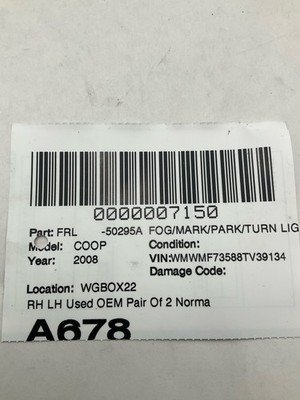 0000007150
Part: FRL -50295A FOG/MARK/PARK/TURN LIG
Model: COOP Condition:
Year: 2008 VIN:WMWMF73588TV39134
Damage Code:
Location: WGBOX22
RH LH Used OEM Pair Of 2 Norma
A678